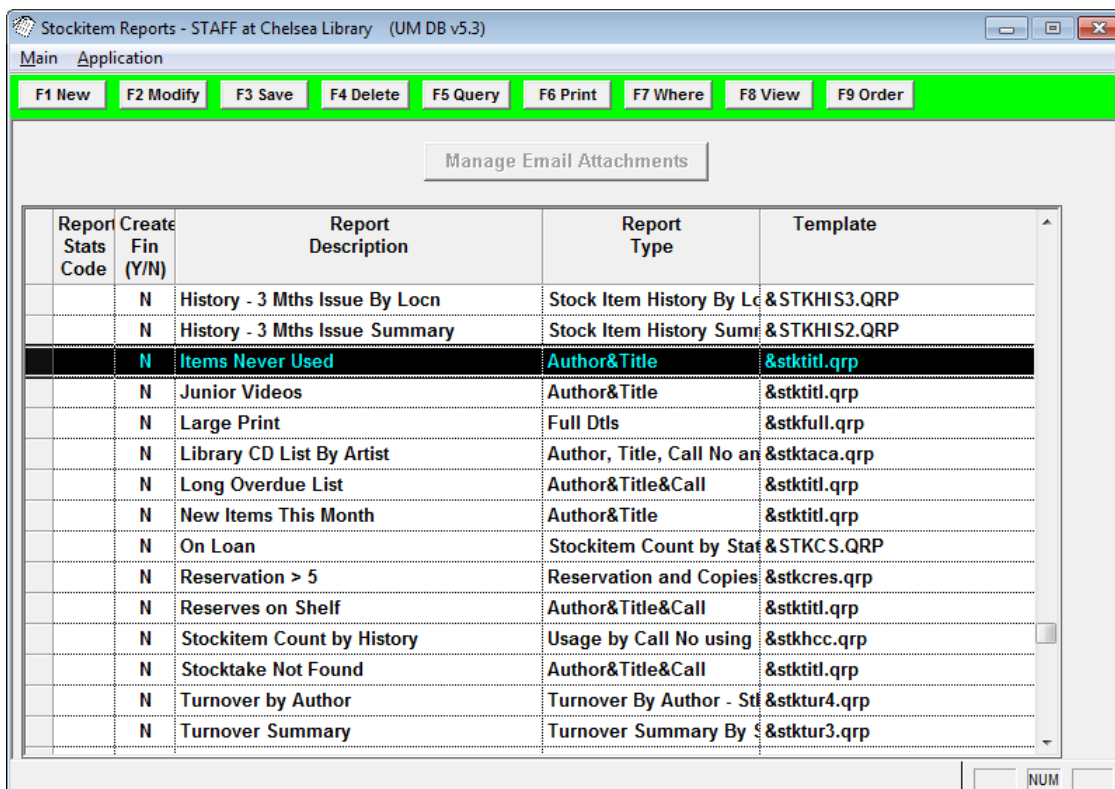 Stockitem Reports - STAFF at Chelsea Library (UM DB v5.3)
Main Application
F1 New F2 Modify F3 Save F4 Delete F5 Query F6 Print F7 Where F8 View F9 Order
Manage Email Attachments
Report Create Report Report Template
Stats Fin Description Type
Code (Y/N)
N History - 3 Mths Issue By Locn Stock Item History By Lo &STKHIS3.QRP
N History - 3 Mths Issue Summary Stock Item History Sumr &STKHIS2.QRP
N Items Never Used Author&Title &stktitl.qrp
N Junior Videos Author&Title &stktitl.qrp
N Large Print Full Dtls &stkfull.qrp
N Library CD List By Artist Author, Title, Call No an &stktaca.qrp
N Long Overdue List Author&Title&Call &stktitl.qrp
N New Items This Month Author&Title &stktitl.qrp
N On Loan Stockitem Count by Stat &STKCS.QRP
N Reservation > 5 Reservation and Copies &stkcres.qrp
N Reserves on Shelf Author&Title&Call &stktitl.qrp
N Stockitem Count by History Usage by Call No using &stkhcc.qrp
N Stocktake Not Found Author&Title&Call &stktitl.qrp
N Turnover by Author Turnover By Author - Stl &stktur4.qrp
N Turnover Summary Turnover Summary By S &stktur3.qrp
NUM